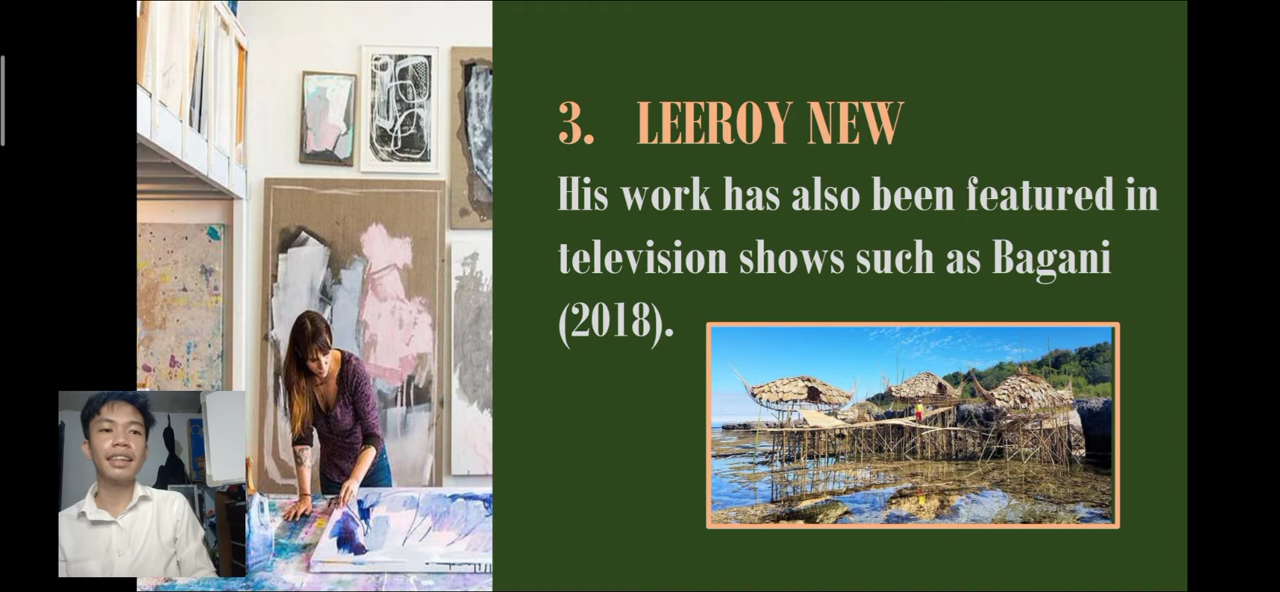 3. LEEROY NEW
His work has also been featured in
television shows such as Bagani
(2018).